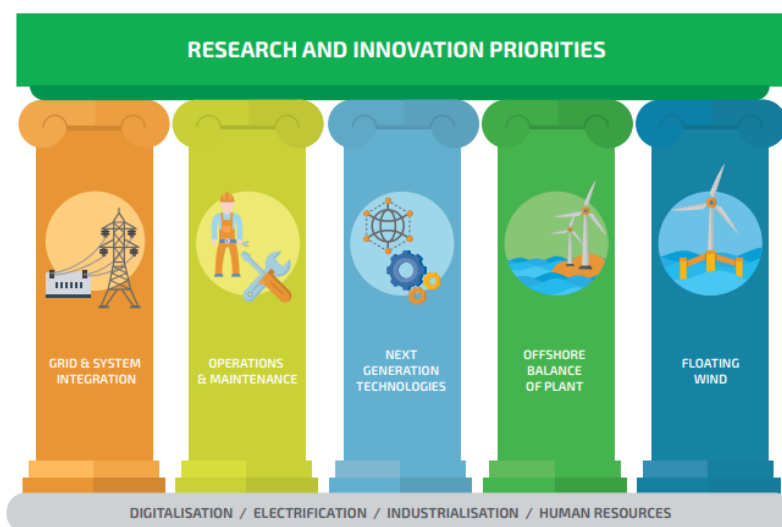 RESEARCH AND INNOVATION PRIORITIES
GRID & SYSTEM
INTEGRATION
OPERATIONS
& MAINTENANCE
NEXT
GENERATION
TECHNOLOGIES
OFFSHORE
BALANCE
OF PLANT
FLOATING
WIND
DIGITALISATION / ELECTRIFICATION / INDUSTRIALISATION / HUMAN RESOURCES